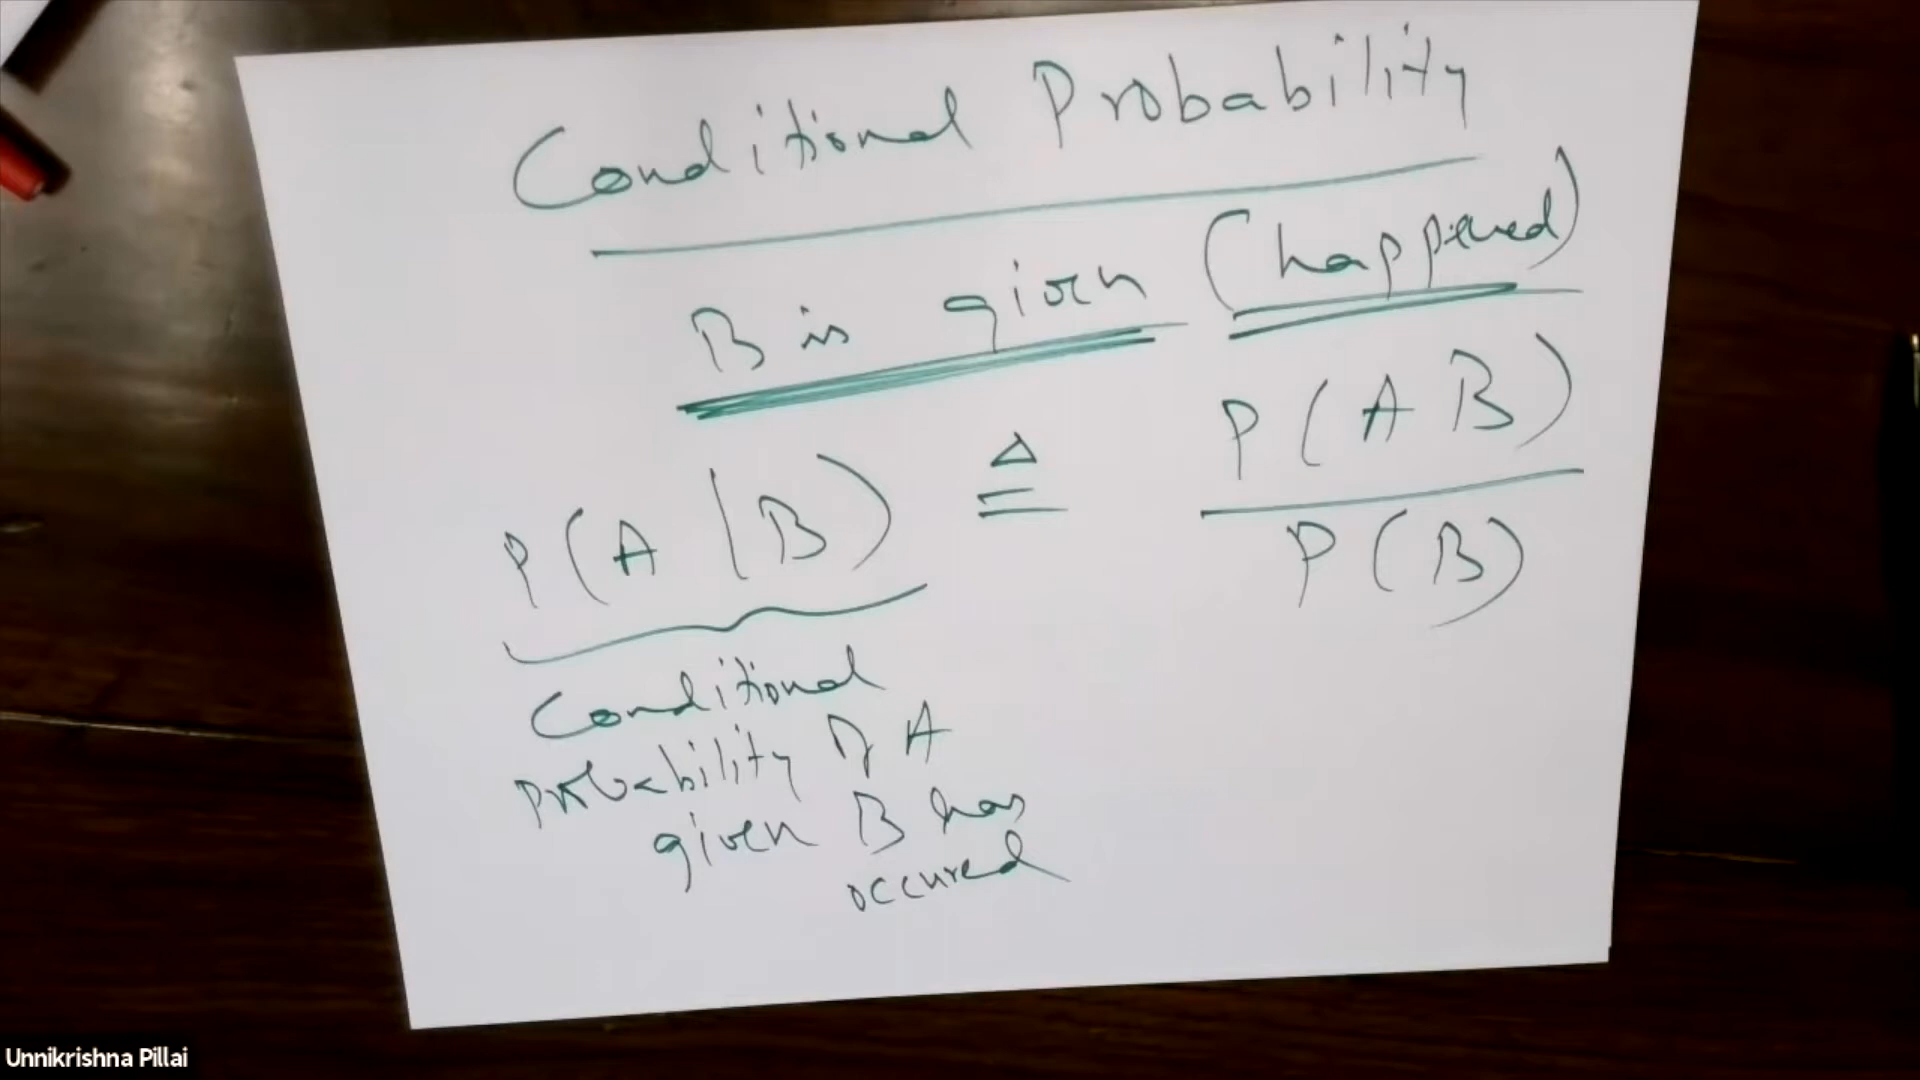 Conditional Probability
B is given (happened)
P(A|B) ≜ P(AB)
P(B)
Conditional
probability of A
given B has
occured
Unnikrishna Pillai